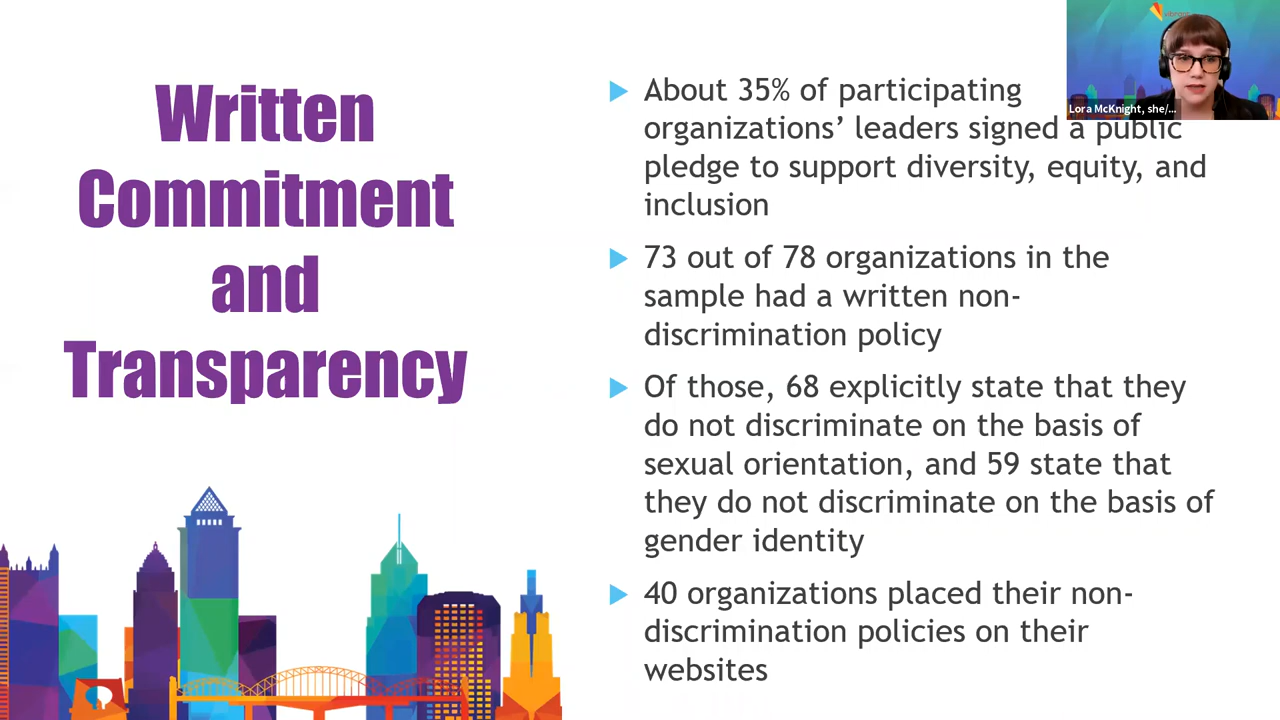 Written
Commitment
and
Transparency
About 35% of participating
organizations’ leaders signed a public
pledge to support diversity, equity, and
inclusion
73 out of 78 organizations in the
sample had a written non-
discrimination policy
Of those, 68 explicitly state that they
do not discriminate on the basis of
sexual orientation, and 59 state that
they do not discriminate on the basis of
gender identity
40 organizations placed their non-
discrimination policies on their
websites
Lora McKnight, she/...